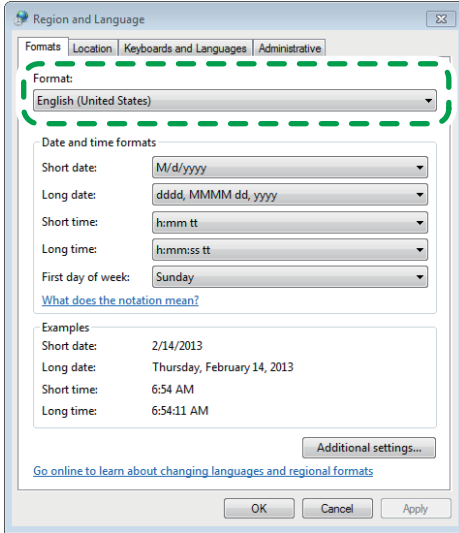 Region and Language
Formats Location Keyboards and Languages Administrative
Format:
English (United States)
Date and time formats
Short date: M/d/yyyy
Long date: dddd, MMMM dd, yyyy
Short time: h:mm tt
Long time: h:mm:ss tt
First day of week: Sunday
What does the notation mean?
Examples
Short date: 2/14/2013
Long date: Thursday, February 14, 2013
Short time: 6:54 AM
Long time: 6:54:11 AM
Additional settings...
Go online to learn about changing languages and regional formats
OK Cancel Apply